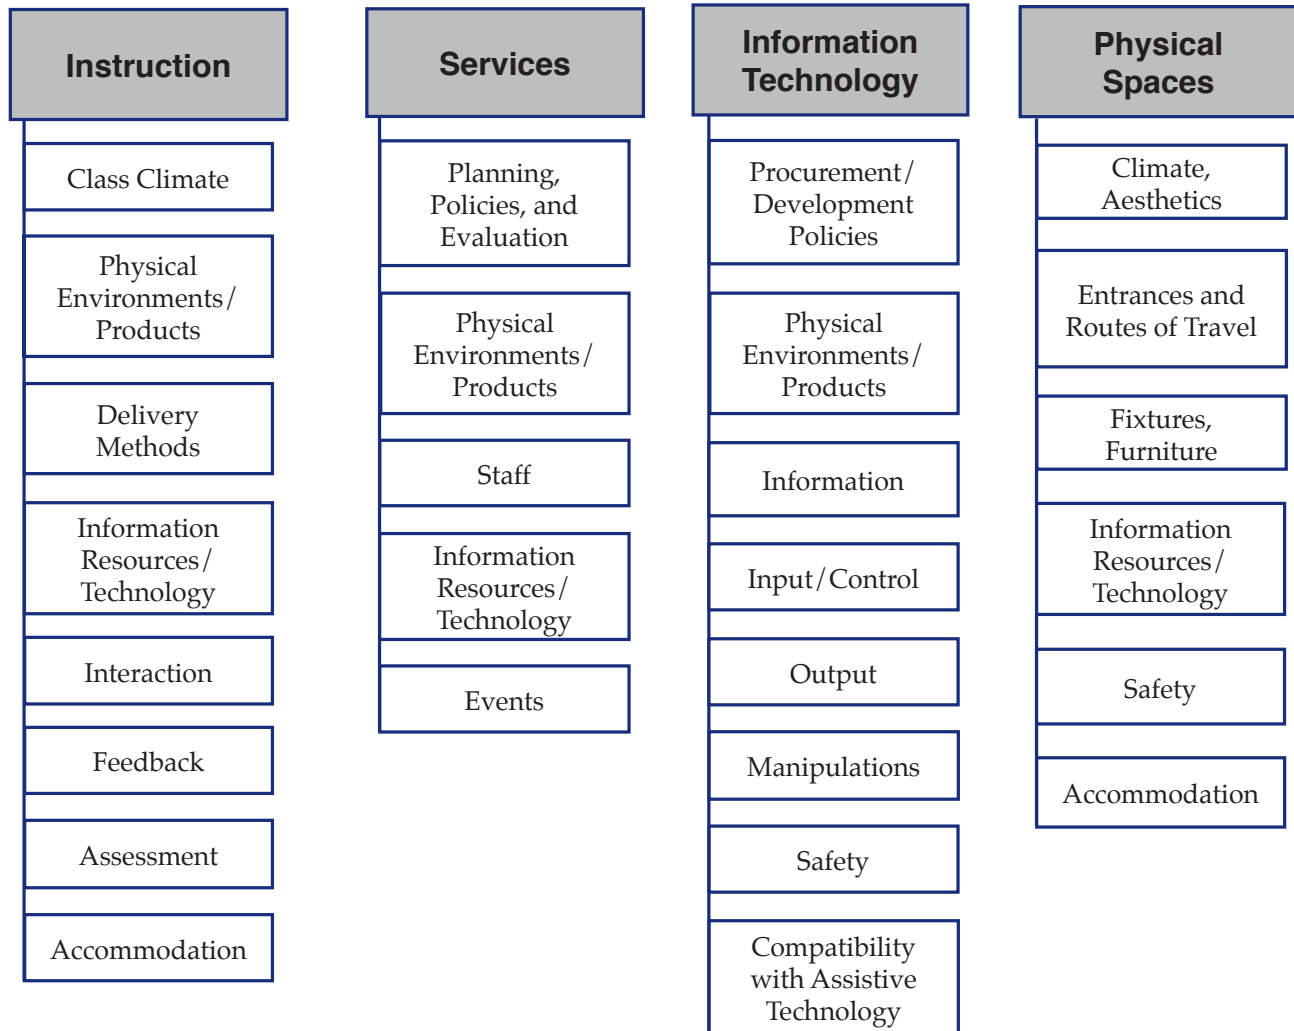 Instruction
Class Climate
Physical
Environments/
Products
Delivery
Methods
Information
Resources/
Technology
Interaction
Feedback
Assessment
Accommodation
Services
Planning,
Policies, and
Evaluation
Physical
Environments/
Products
Staff
Information
Resources/
Technology
Events
Information
Technology
Procurement/
Development
Policies
Physical
Environments/
Products
Information
Input/Control
Output
Manipulations
Safety
Compatibility
with Assistive
Technology
Physical
Spaces
Climate,
Aesthetics
Entrances and
Routes of Travel
Fixtures,
Furniture
Information
Resources/
Technology
Safety
Accommodation